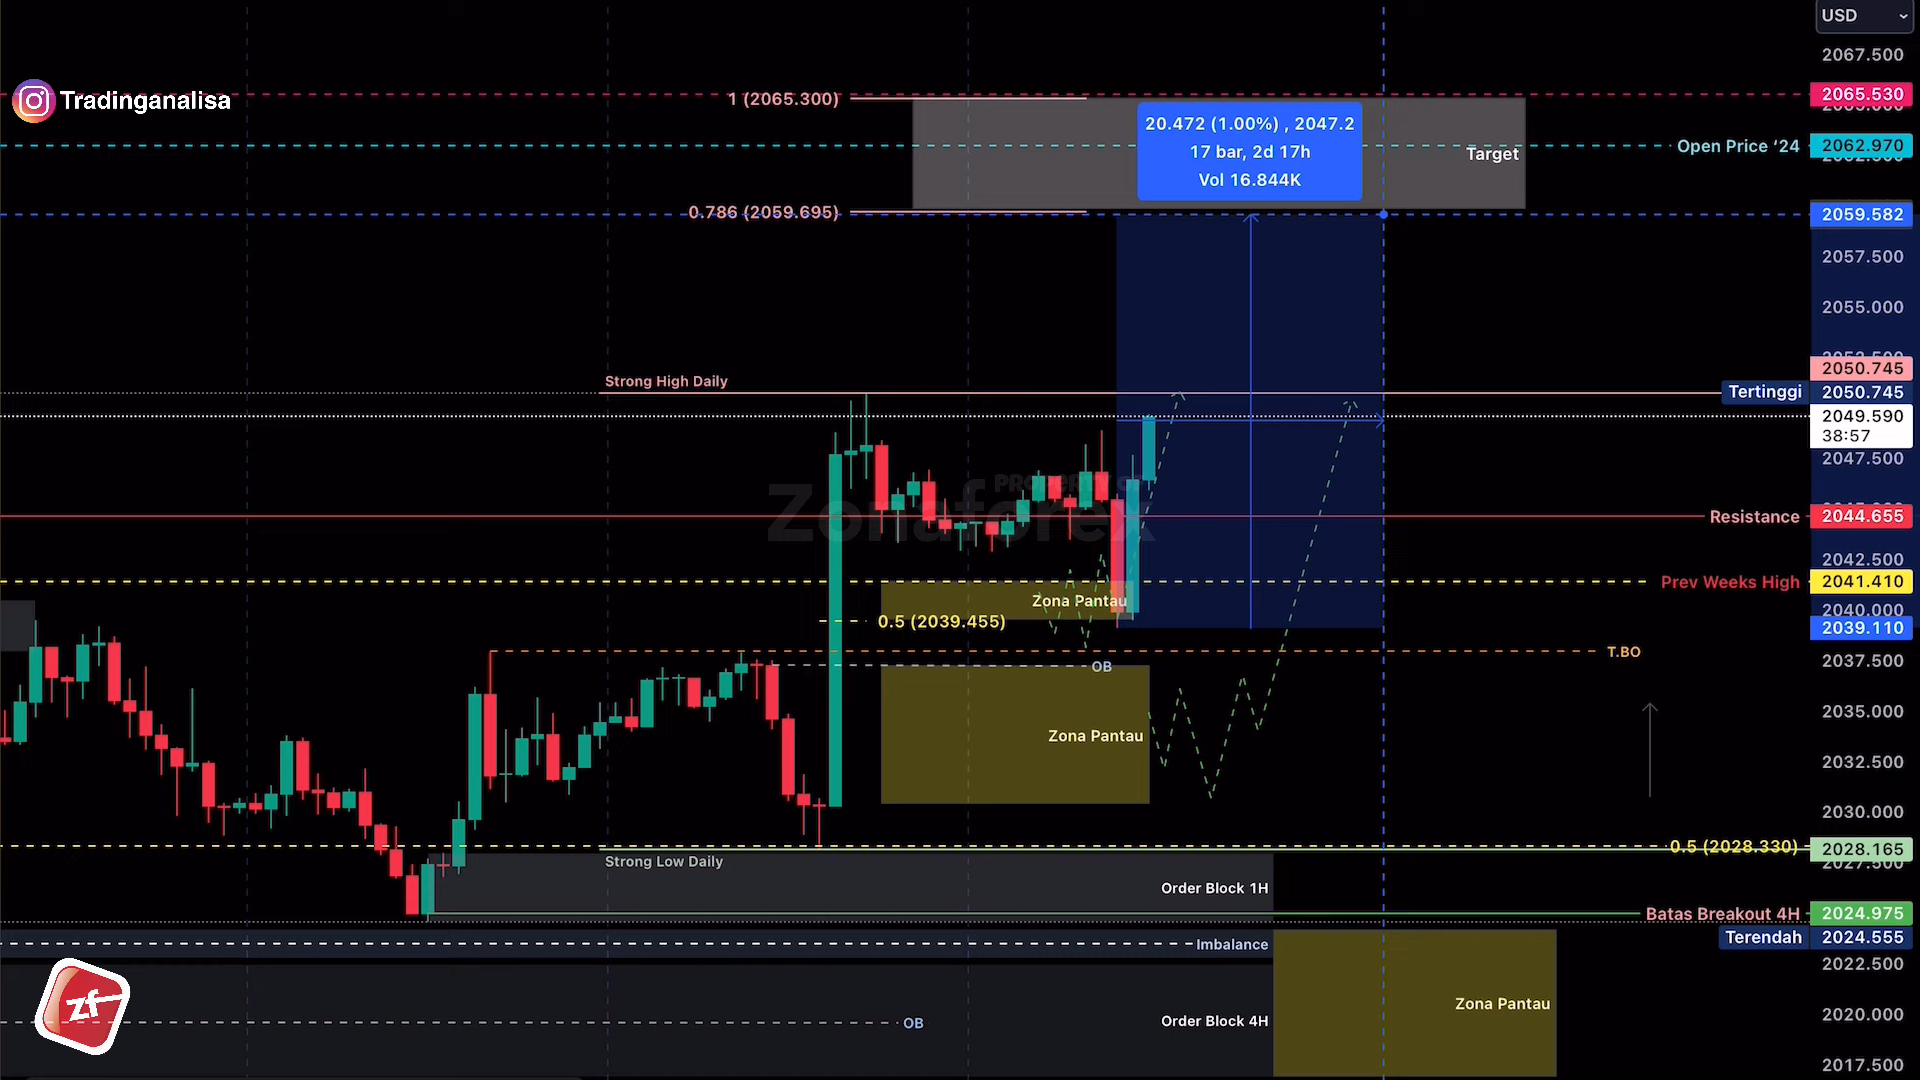 USD
2067.500
Tradinganalisa
1 (2065.300)
2065.530
20.472 (1.00%) , 2047.2
17 bar, 2d 17h
Vol 16.844K
Target
Open Price ‘24
2062.970
0.786 (2059.695)
2059.582
2057.500
2055.000
2050.745
Strong High Daily
Tertinggi
2050.745
2049.590
38:57
2047.500
PROPERTY OF
Zonaforex
Resistance
2044.655
2042.500
Prev Weeks High
2041.410
Zona Pantau
2040.000
0.5 (2039.455)
2039.110
T.BO
2037.500
OB
2035.000
Zona Pantau
2032.500
2030.000
0.5 (2028.330)
2028.165
Strong Low Daily
Order Block 1H
Batas Breakout 4H
2024.975
Terendah
2024.555
Imbalance
2022.500
Zona Pantau
zf
2020.000
OB
Order Block 4H
2017.500